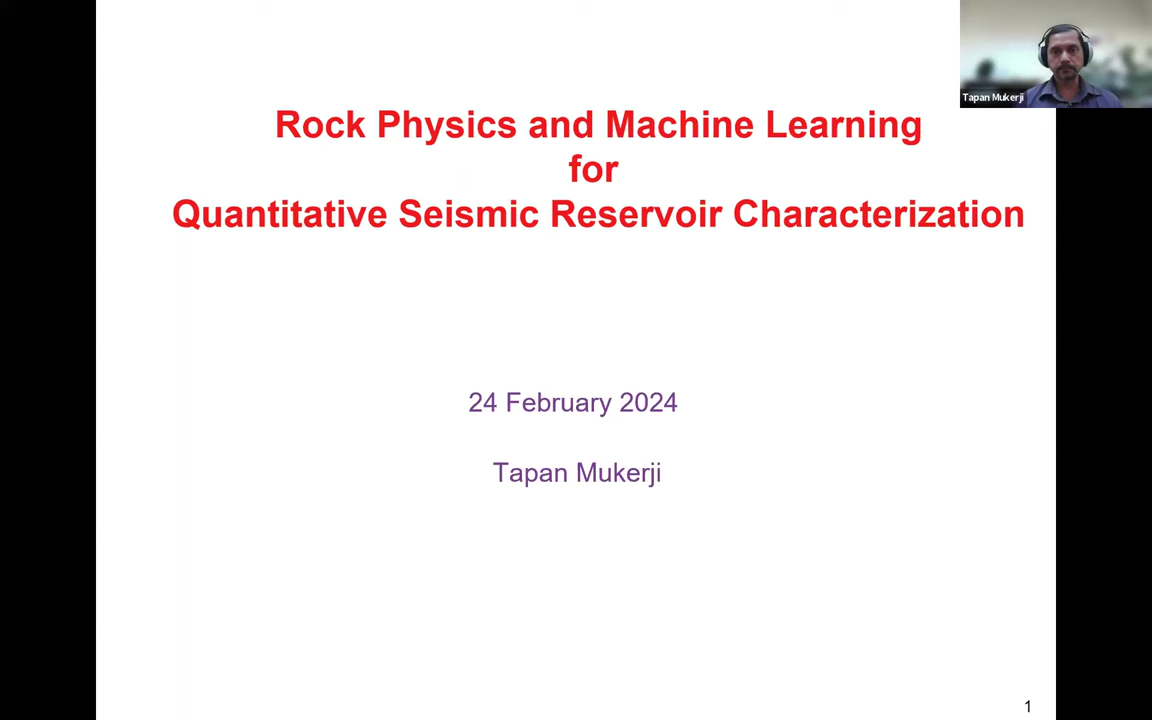 Rock Physics and Machine Learning
for
Quantitative Seismic Reservoir Characterization
24 February 2024
Tapan Mukerji
1
Tapan Mukerji